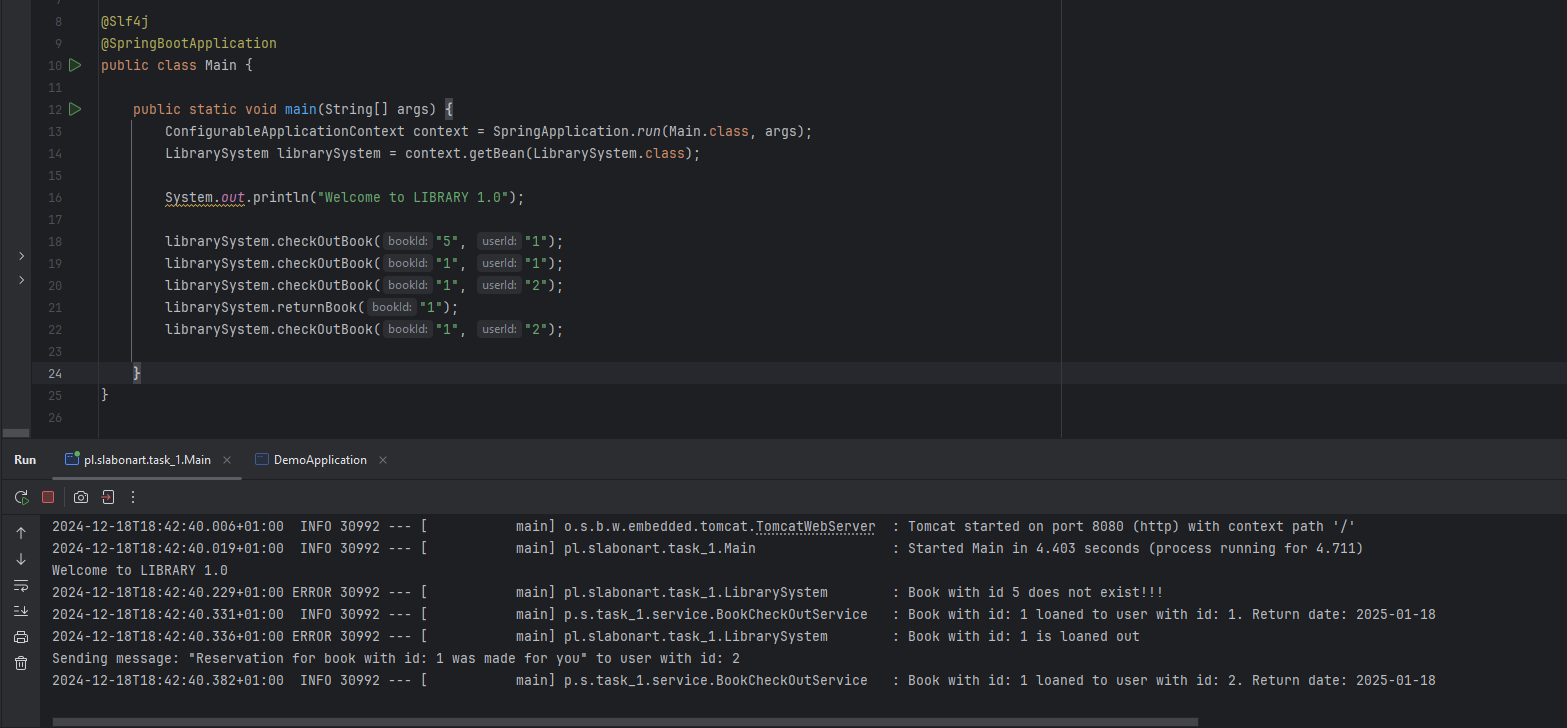 8 @Slf4j
9 @SpringBootApplication
10 public class Main {
11
12 public static void main(String[] args) {
13 ConfigurableApplicationContext context = SpringApplication.run(Main.class, args);
14 LibrarySystem librarySystem = context.getBean(LibrarySystem.class);
15
16 System.out.println("Welcome to LIBRARY 1.0");
17
18 librarySystem.checkOutBook( bookId: "5", userId: "1");
19 librarySystem.checkOutBook( bookId: "1", userId: "1");
20 librarySystem.checkOutBook( bookId: "1", userId: "2");
21 librarySystem.returnBook( bookId: "1");
22 librarySystem.checkOutBook( bookId: "1", userId: "2");
23
24 }
25 }
26
Run pl.slabonart.task_1.Main DemoApplication
2024-12-18T18:42:40.006+01:00 INFO 30992 --- [ main] o.s.b.w.embedded.tomcat.TomcatWebServer : Tomcat started on port 8080 (http) with context path '/'
2024-12-18T18:42:40.019+01:00 INFO 30992 --- [ main] pl.slabonart.task_1.Main : Started Main in 4.403 seconds (process running for 4.711)
Welcome to LIBRARY 1.0
2024-12-18T18:42:40.229+01:00 ERROR 30992 --- [ main] pl.slabonart.task_1.LibrarySystem : Book with id 5 does not exist!!!
2024-12-18T18:42:40.331+01:00 INFO 30992 --- [ main] p.s.task_1.service.BookCheckOutService : Book with id: 1 loaned to user with id: 1. Return date: 2025-01-18
2024-12-18T18:42:40.336+01:00 ERROR 30992 --- [ main] pl.slabonart.task_1.LibrarySystem : Book with id: 1 is loaned out
Sending message: "Reservation for book with id: 1 was made for you" to user with id: 2
2024-12-18T18:42:40.382+01:00 INFO 30992 --- [ main] p.s.task_1.service.BookCheckOutService : Book with id: 1 loaned to user with id: 2. Return date: 2025-01-18